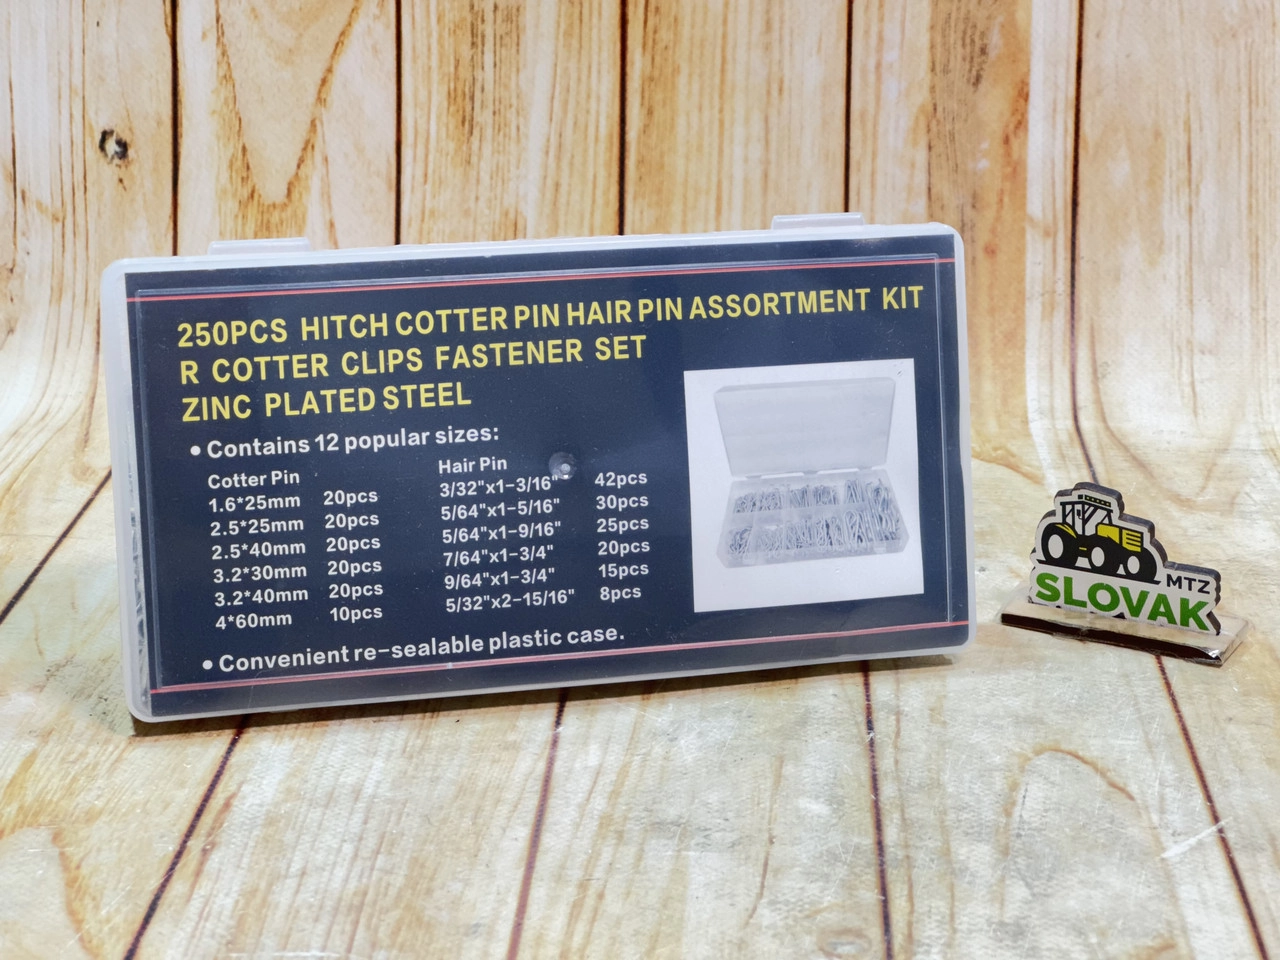 250PCS HITCH COTTER PIN HAIR PIN ASSORTMENT KIT
R COTTER CLIPS FASTENER SET
ZINC PLATED STEEL
• Contains 12 popular sizes:
Cotter Pin
1.6*25mm 20pcs
2.5*25mm 20pcs
2.5*40mm 20pcs
3.2*30mm 20pcs
3.2*40mm 20pcs
4*60mm 10pcs
Hair Pin
3/32"x1-3/16" 42pcs
5/64"x1-5/16" 30pcs
5/64"x1-9/16" 25pcs
7/64"x1-3/4" 20pcs
9/64"x1-3/4" 15pcs
5/32"x2-15/16" 8pcs
• Convenient re-sealable plastic case.
MTZ
SLOVAK